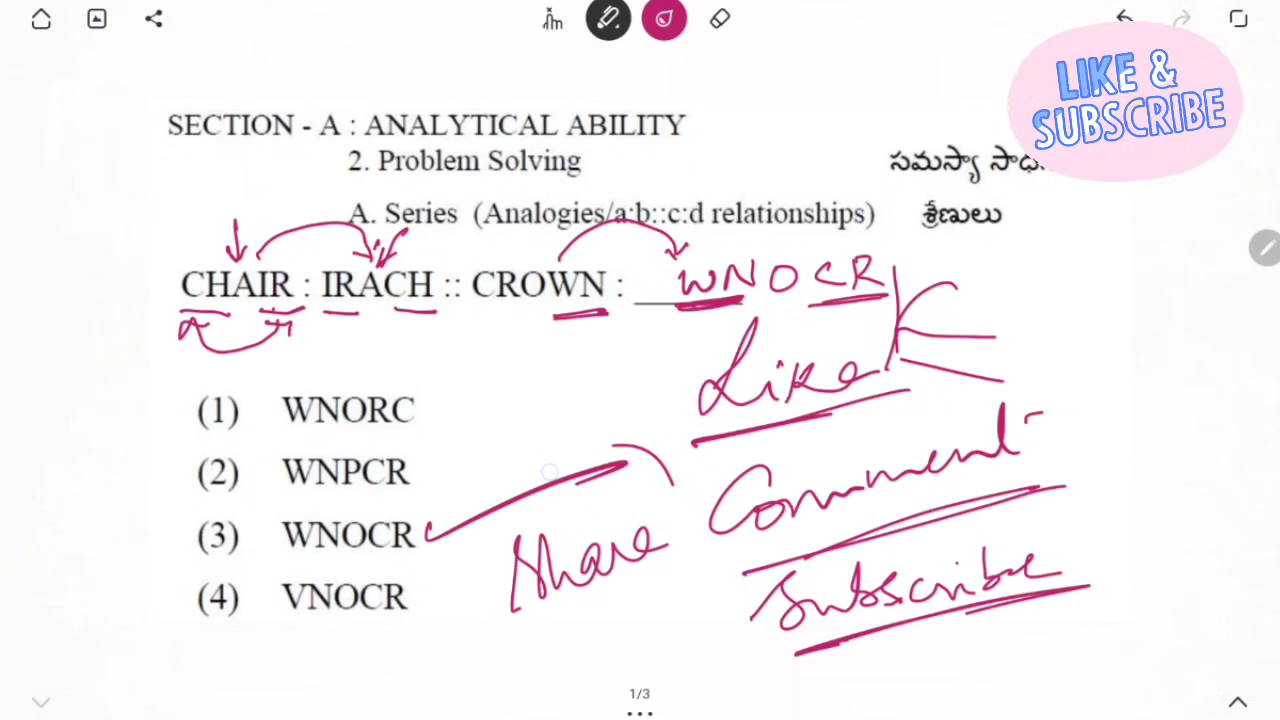 LIKE &
SUBSCRIBE
SECTION - A : ANALYTICAL ABILITY
2. Problem Solving
సమస్యా
A. Series (Analogies/a:b::c:d relationships)
శ్రేణులు
CHAIR : IRACH :: CROWN : ______ WNOCR
(1) WNORC
Like
(2) WNPCR
Comment
(3) WNOCR
Share
(4) VNOCR
Subscribe
1/3